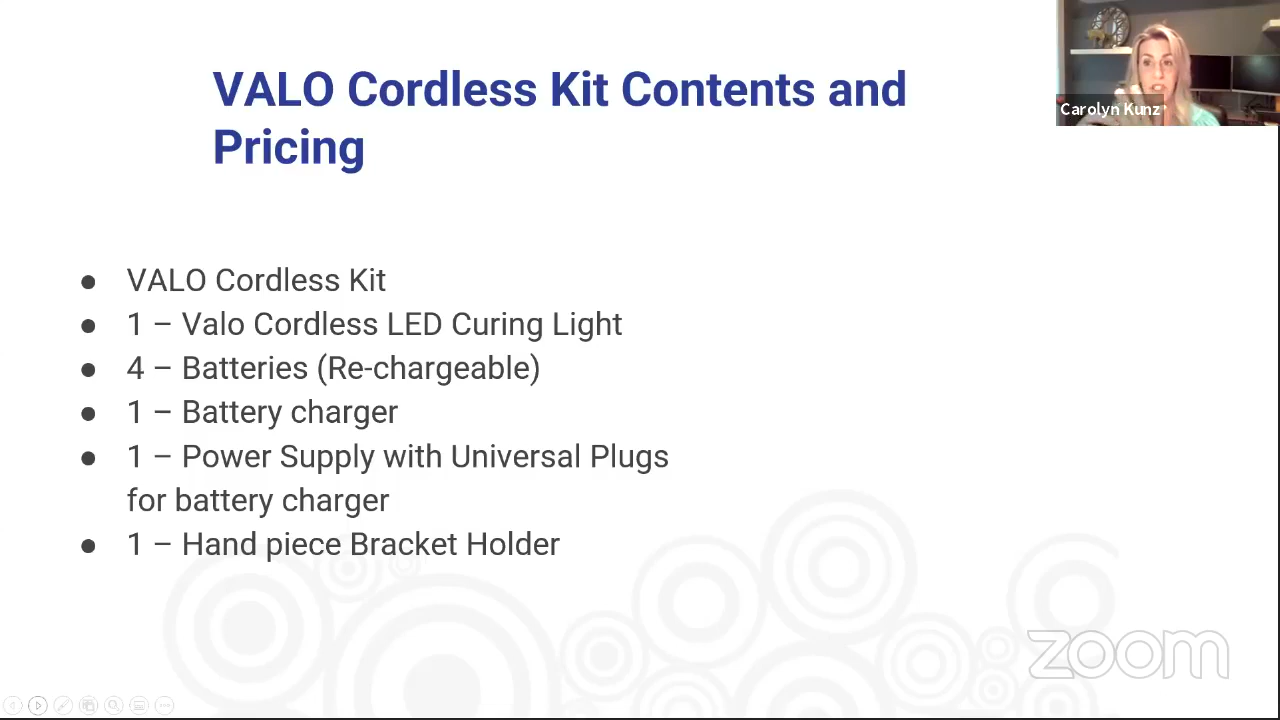 VALO Cordless Kit Contents and
Pricing
Carolyn Kunz
● VALO Cordless Kit
● 1 – Valo Cordless LED Curing Light
● 4 – Batteries (Re-chargeable)
● 1 – Battery charger
● 1 – Power Supply with Universal Plugs
for battery charger
● 1 – Hand piece Bracket Holder
zoom